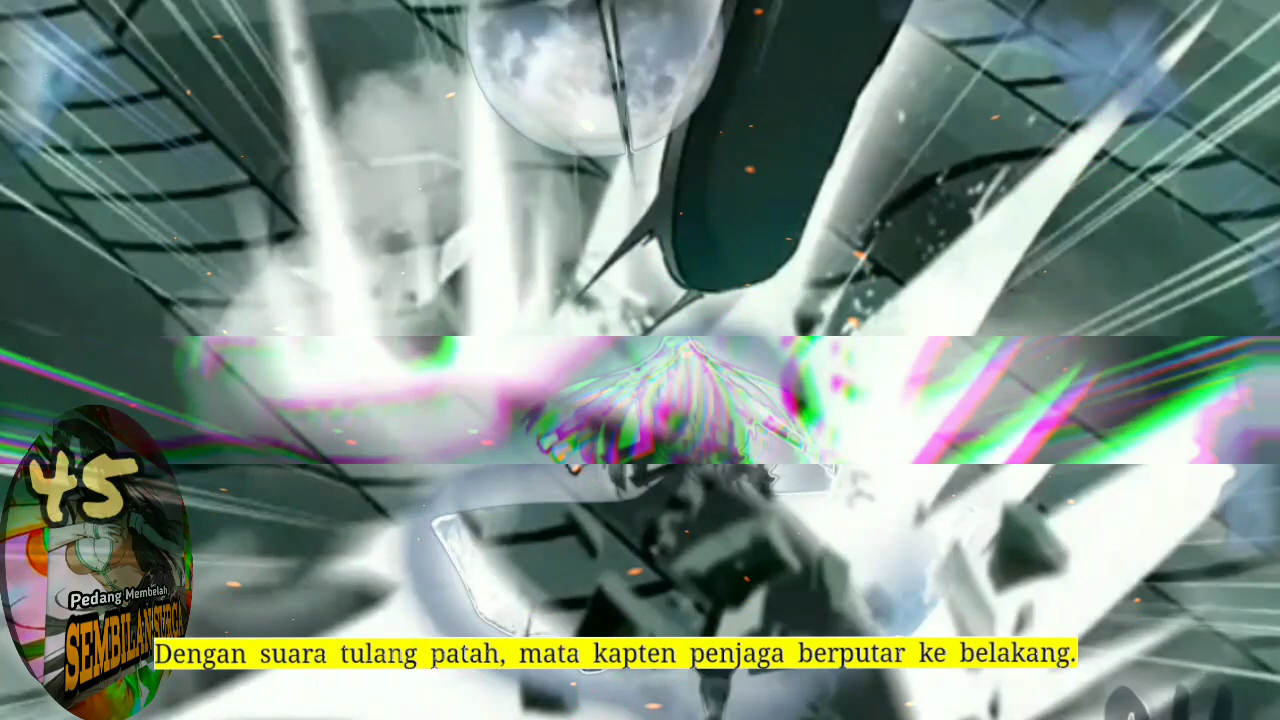 45
Pedang Membelah
SEMBILAN SURGA
Dengan suara tulang patah, mata kapten penjaga berputar ke belakang.